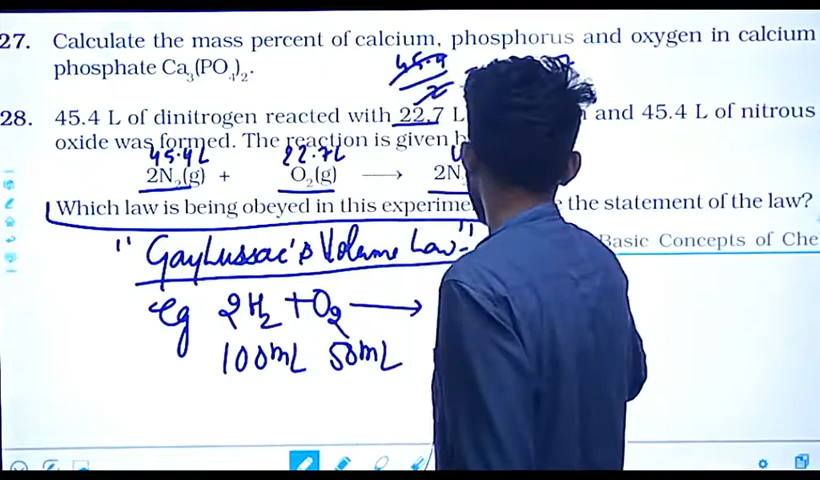 27. Calculate the mass percent of calcium, phosphorus and oxygen in calcium
phosphate Ca₃(PO₄)₂.
45.4
28. 45.4 L of dinitrogen reacted with 22.7 L and 45.4 L of nitrous
oxide was formed. The reaction is given
45.4L 22.7L
2N₂(g) + O₂(g) ⟶ 2N
Which law is being obeyed in this the statement of the law?
Basic Concepts of
"Gaylussac's Volume Law"
eg 2H₂ + O₂ ⟶
100mL 50mL